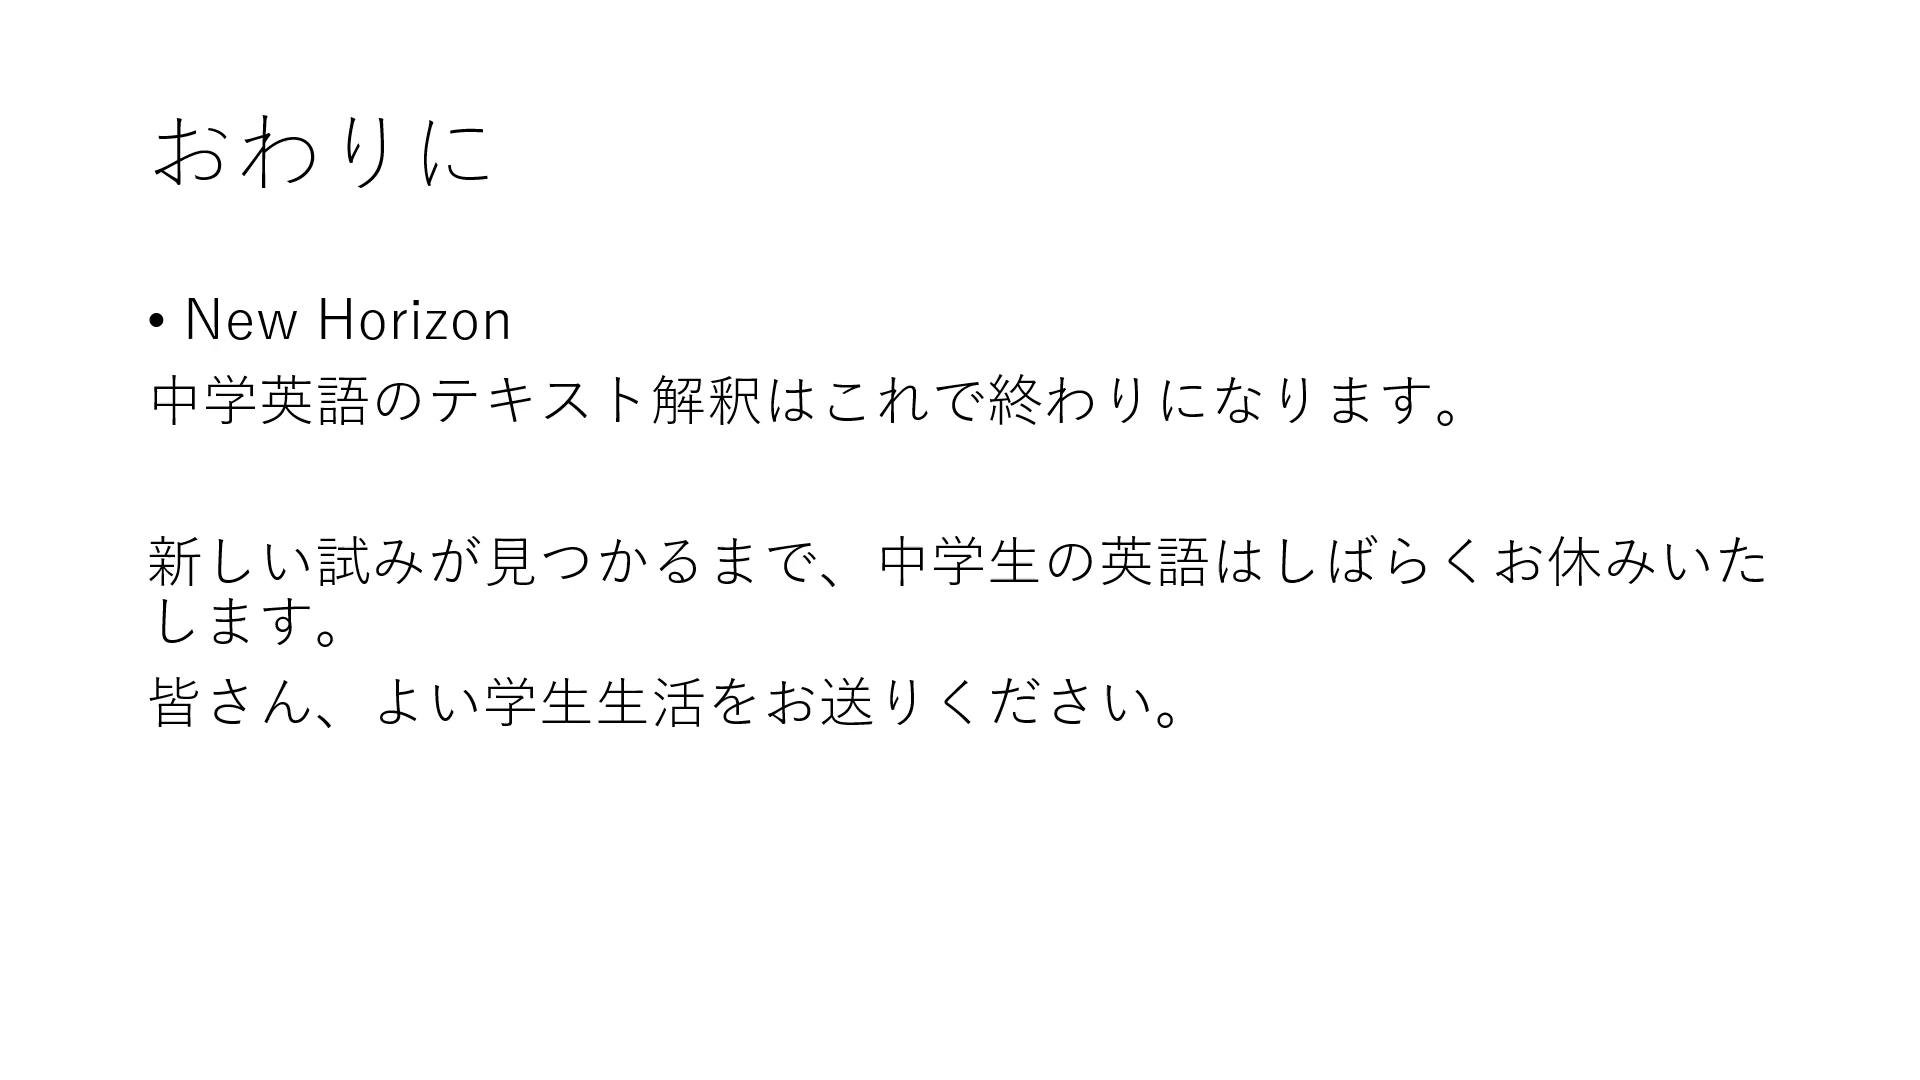 おわりに
• New Horizon
中学英語のテキスト解釈はこれで終わりになります。
新しい試みが見つかるまで、中学生の英語はしばらくお休みいた
します。
皆さん、よい学生生活をお送りください。